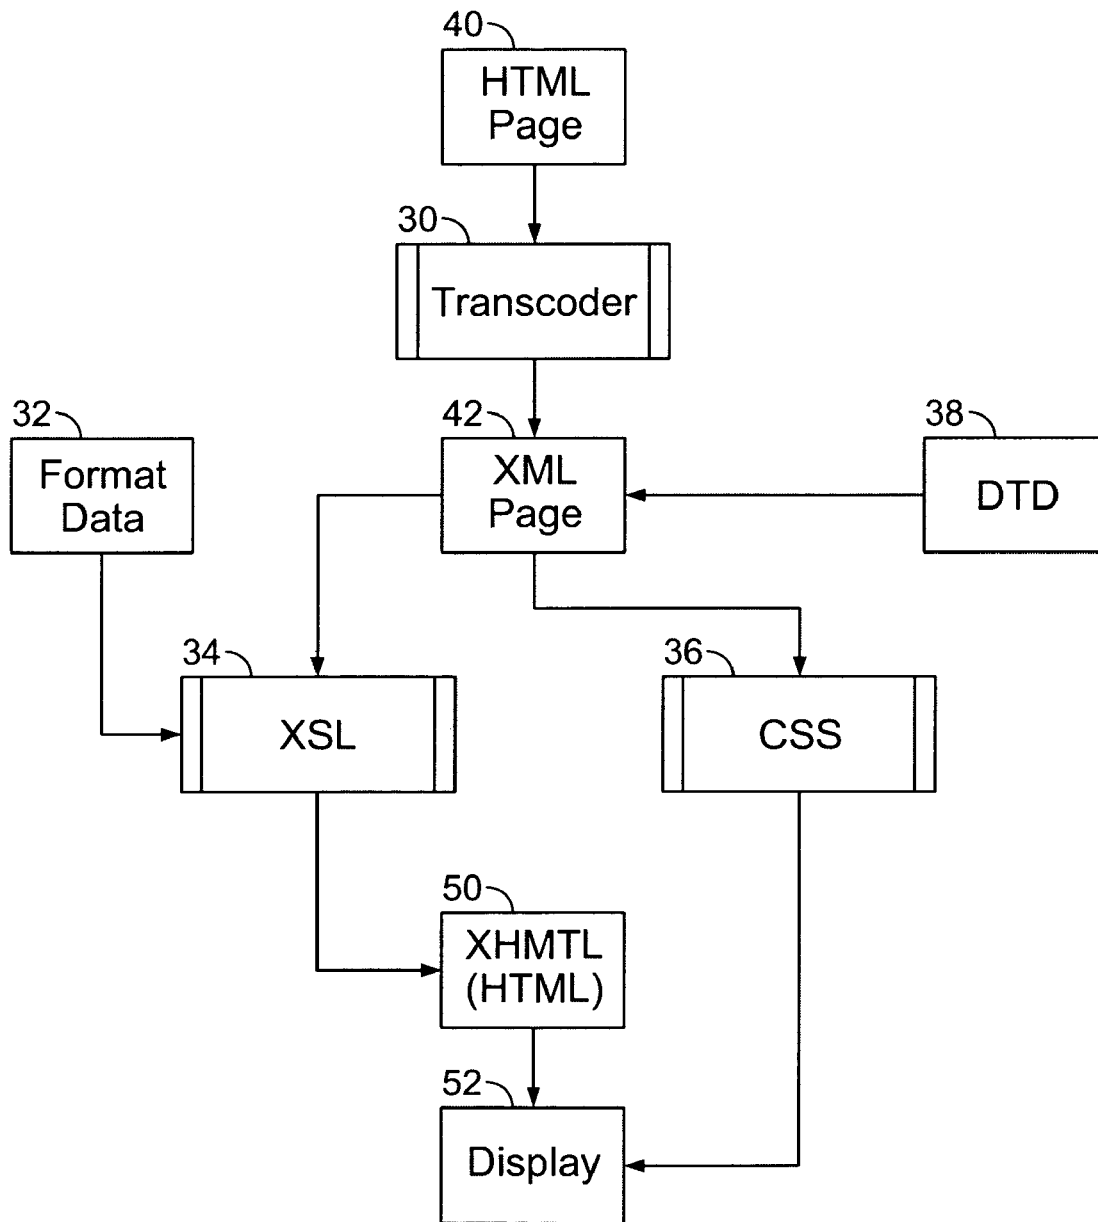 40
HTML
Page
30
Transcoder
32
Format
Data
42
XML
Page
38
DTD
34
XSL
36
CSS
50
XHMTL
(HTML)
52
Display